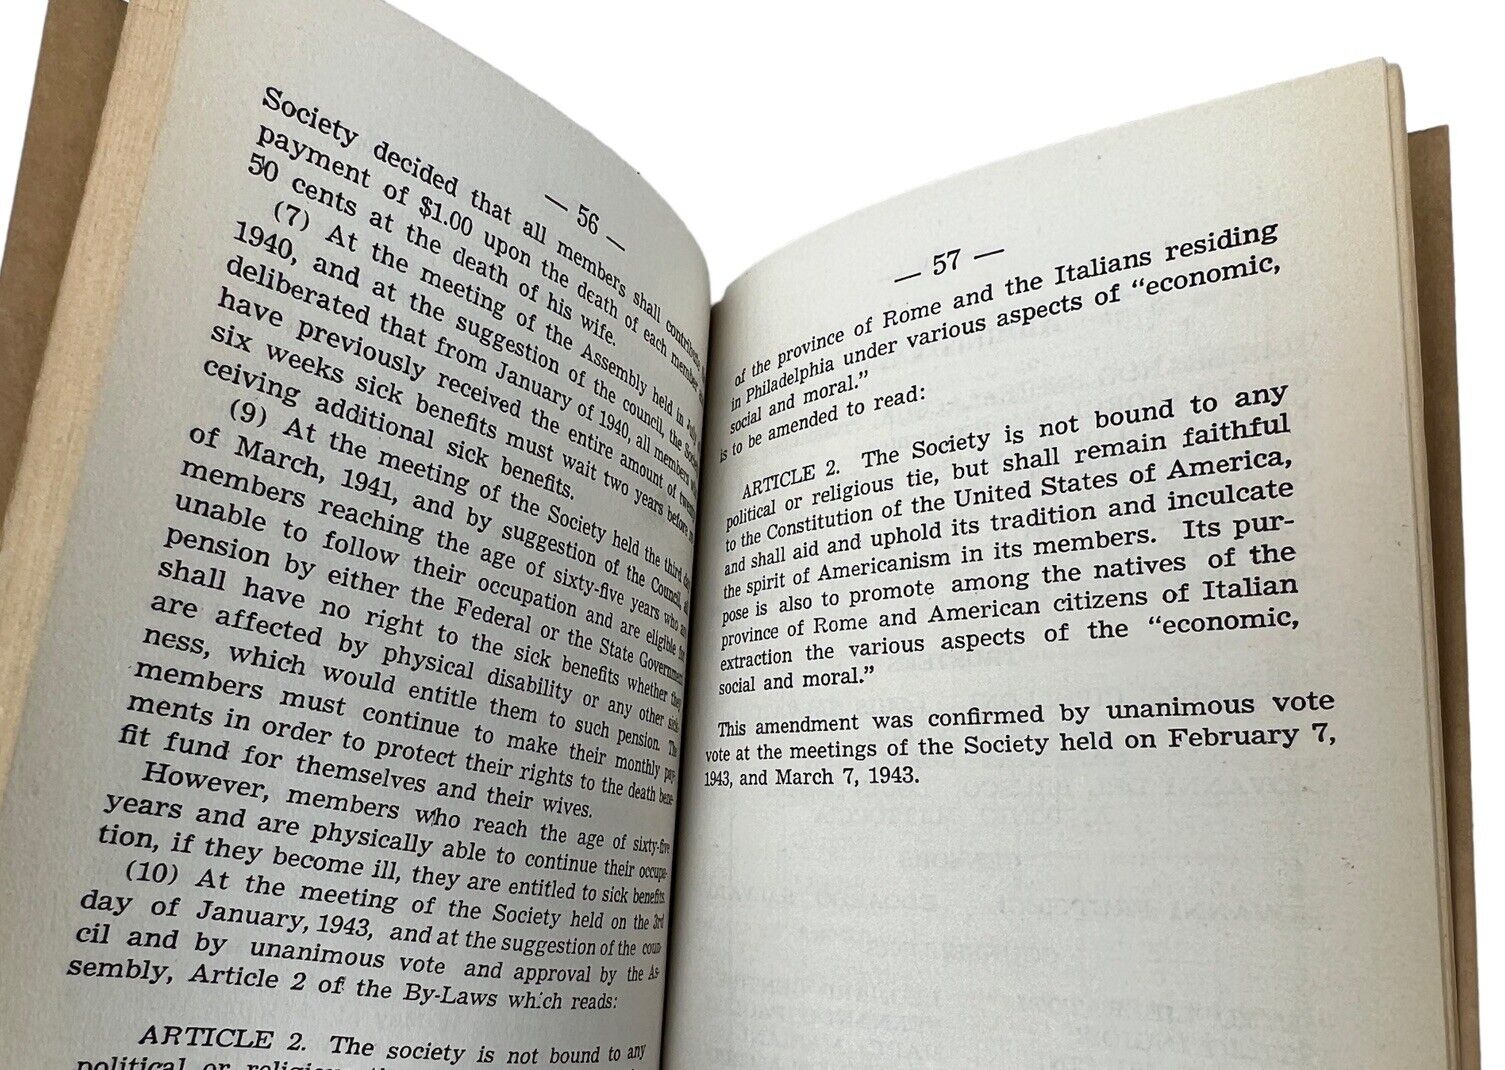 — 56 —
Society decided that all members shall contribute
payment of $1.00 upon the death of each member
50 cents at the death of his wife.
(7) At the meeting of the Assembly held in July
1940, and at the suggestion of the council, the Society
deliberated that from January of 1940, all members who
have previously received the entire amount of twenty
six weeks sick benefits must wait two years before re
ceiving additional sick benefits.
(9) At the meeting of the Society held the third day
of March, 1941, and by suggestion of the Council, all
members reaching the age of sixty-five years who are
unable to follow their occupation and are eligible for
pension by either the Federal or the State Government
shall have no right to the sick benefits whether they
are affected by physical disability or any other sick-
ness, which would entitle them to such pension. The
members must continue to make their monthly pay-
ments in order to protect their rights to the death bene-
fit fund for themselves and their wives.
However, members who reach the age of sixty-five
years and are physically able to continue their occupa-
tion, if they become ill, they are entitled to sick benefits.
(10) At the meeting of the Society held on the 3rd
day of January, 1943, and at the suggestion of the coun-
cil and by unanimous vote and approval by the As-
sembly, Article 2 of the By-Laws which reads:
ARTICLE 2. The society is not bound to any
political or religious
— 57 —
of the province of Rome and the Italians residing
in Philadelphia under various aspects of "economic,
social and moral."
is to be amended to read:
ARTICLE 2. The Society is not bound to any
political or religious tie, but shall remain faithful
to the Constitution of the United States of America,
and shall aid and uphold its tradition and inculcate
the spirit of Americanism in its members. Its pur-
pose is also to promote among the natives of the
province of Rome and American citizens of Italian
extraction the various aspects of the "economic,
social and moral."
This amendment was confirmed by unanimous vote
vote at the meetings of the Society held on February 7,
1943, and March 7, 1943.